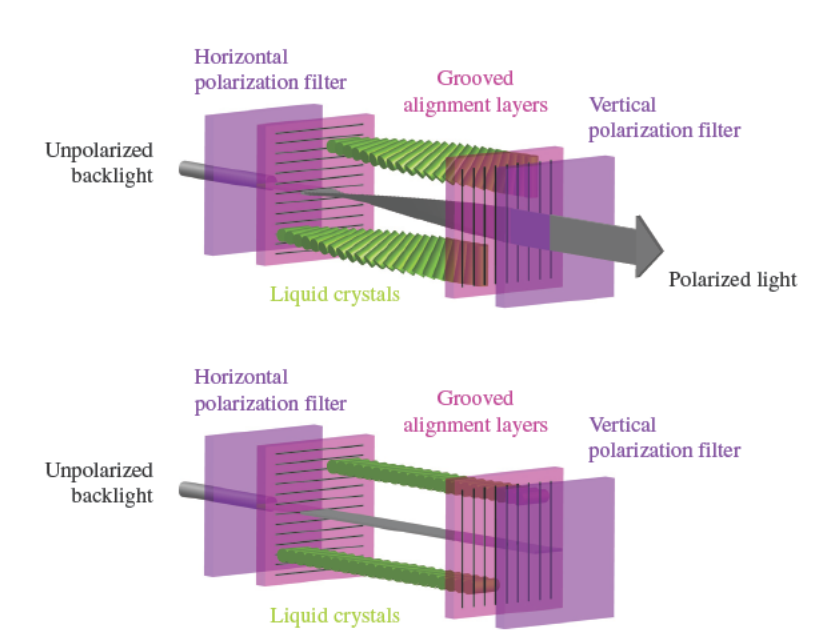 Horizontal
polarization filter
Grooved
alignment layers
Vertical
polarization filter
Unpolarized
backlight
Polarized light
Liquid crystals
Horizontal
polarization filter
Grooved
alignment layers
Vertical
polarization filter
Unpolarized
backlight
Liquid crystals